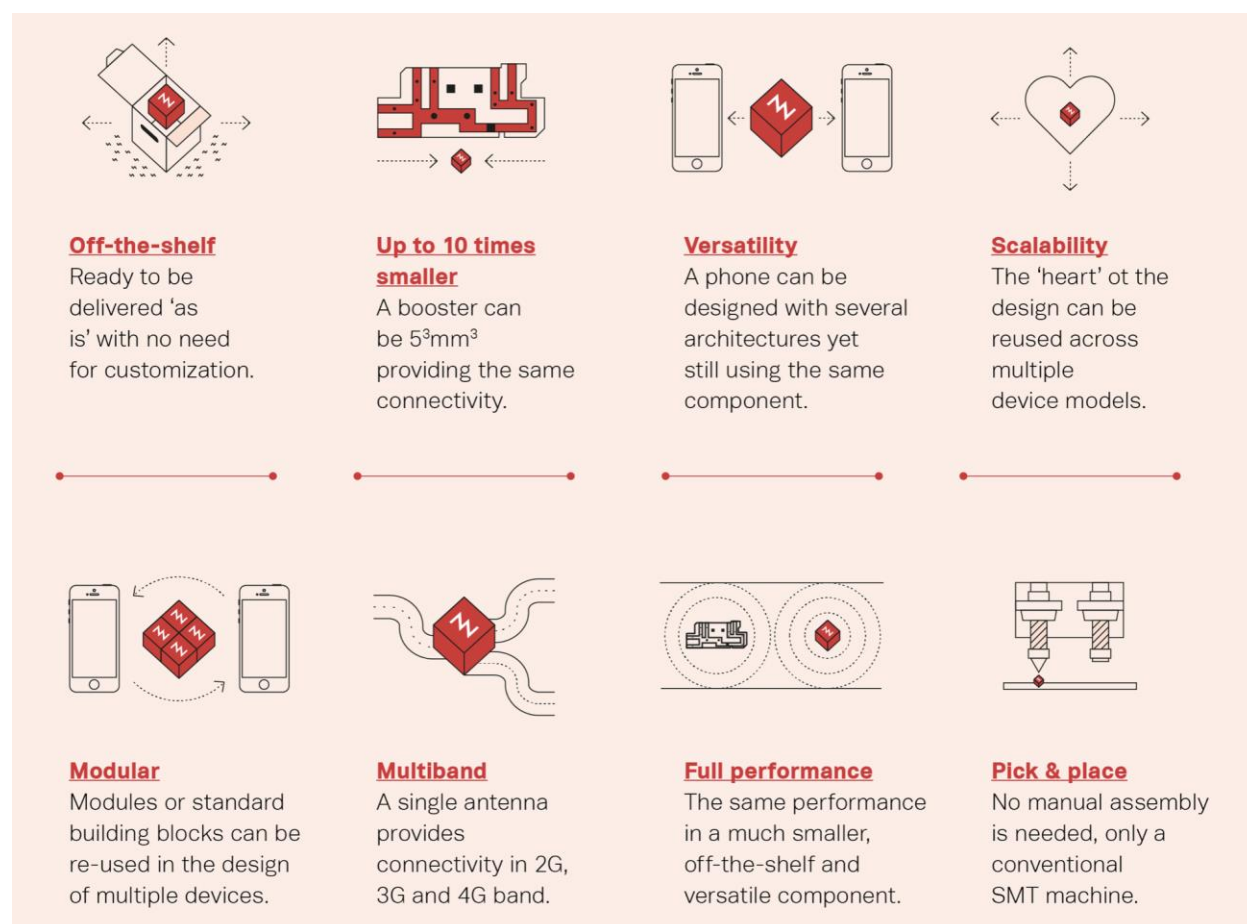 Off-the-shelf
Ready to be
delivered ‘as
is’ with no need
for customization.
Up to 10 times
smaller
A booster can
be 5³mm³
providing the same
connectivity.
Versatility
A phone can be
designed with several
architectures yet
still using the same
component.
Scalability
The ‘heart’ ot the
design can be
reused across
multiple
device models.
Modular
Modules or standard
building blocks can be
re-used in the design
of multiple devices.
Multiband
A single antenna
provides
connectivity in 2G,
3G and 4G band.
Full performance
The same performance
in a much smaller,
off-the-shelf and
versatile component.
Pick & place
No manual assembly
is needed, only a
conventional
SMT machine.